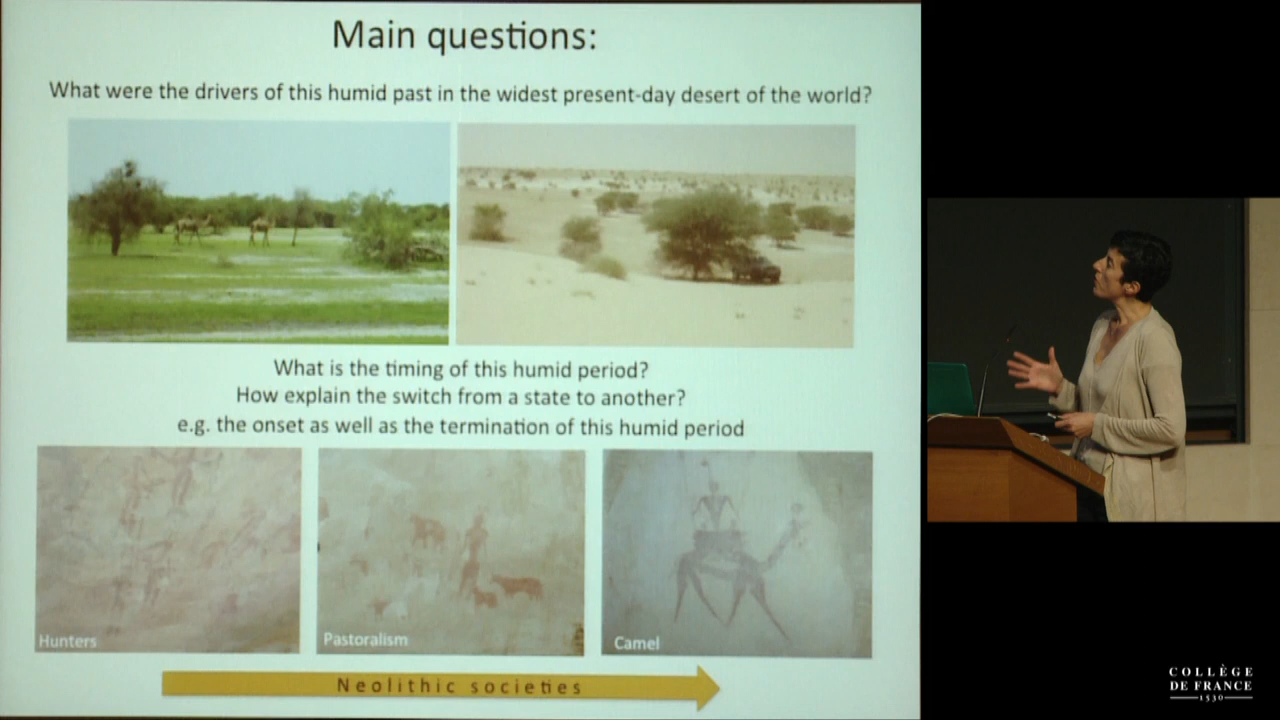 Main questions:
What were the drivers of this humid past in the widest present-day desert of the world?
What is the timing of this humid period?
How explain the switch from a state to another?
e.g. the onset as well as the termination of this humid period
Hunters
Pastoralism
Camel
Neolithic societies
COLLÈGE
DE FRANCE
1530